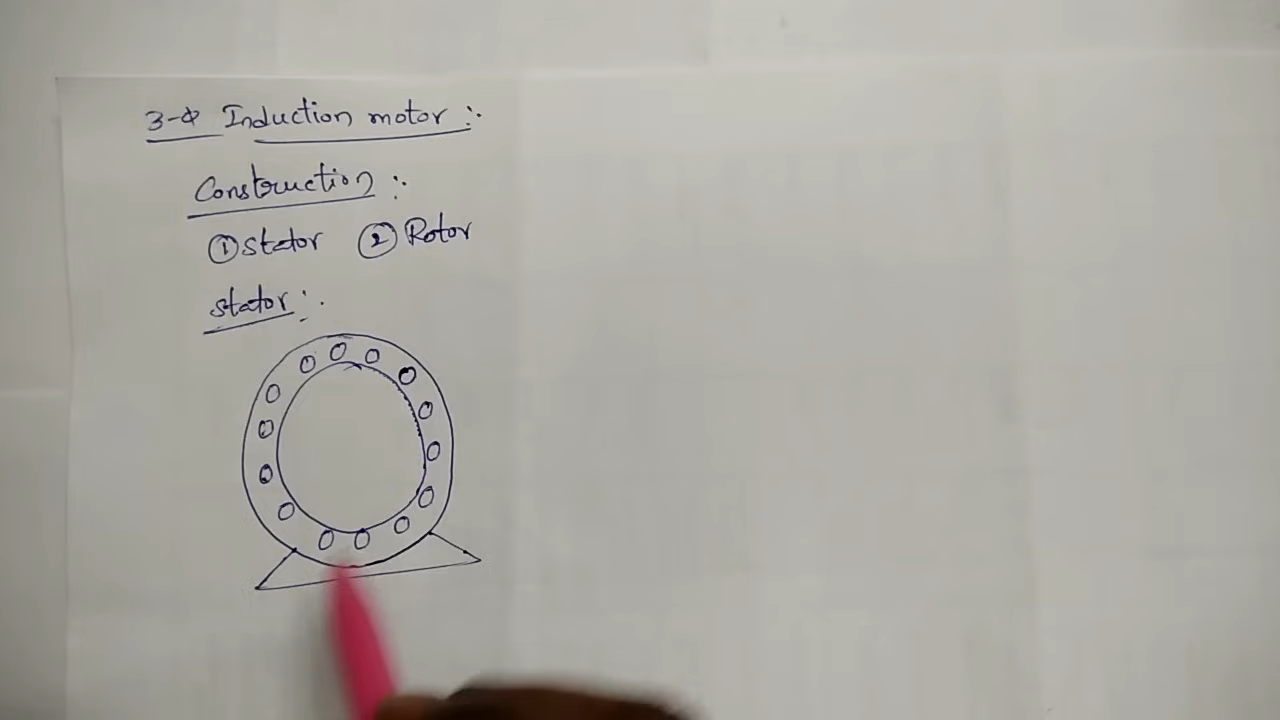 3-Φ Induction motor :-
Construction :-
① Stator ② Rotor
Stator :-